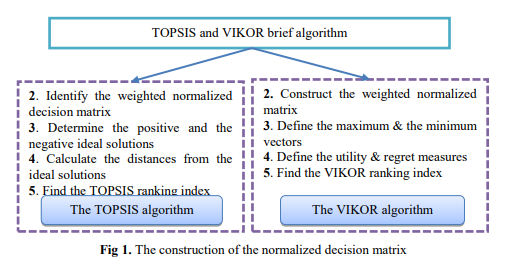 TOPSIS and VIKOR brief algorithm
2. Identify the weighted normalized
decision matrix
3. Determine the positive and the
negative ideal solutions
4. Calculate the distances from the
ideal solutions
5. Find the TOPSIS ranking index
The TOPSIS algorithm
2. Construct the weighted normalized
matrix
3. Define the maximum & the minimum
vectors
4. Define the utility & regret measures
5. Find the VIKOR ranking index
The VIKOR algorithm
Fig 1. The construction of the normalized decision matrix